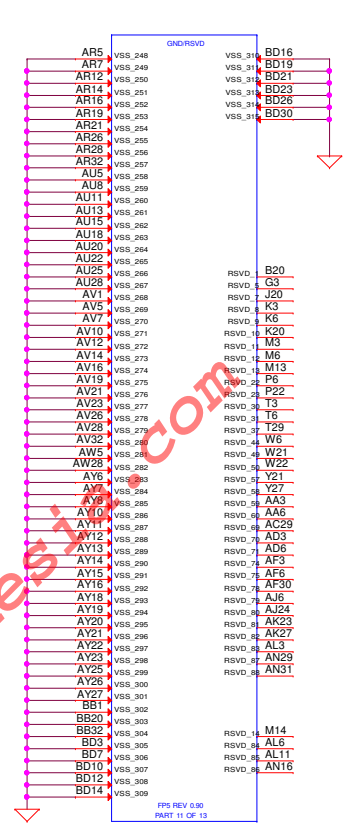 GND/RSVD
AR5 VSS_248 VSS_310 BD16
AR7 VSS_249 VSS_311 BD19
AR12 VSS_250 VSS_312 BD21
AR14 VSS_251 VSS_313 BD23
AR16 VSS_252 VSS_314 BD26
AR19 VSS_253 VSS_315 BD30
AR21 VSS_254
AR26 VSS_255
AR28 VSS_256
AR32 VSS_257
AU5 VSS_258
AU8 VSS_259
AU11 VSS_260
AU13 VSS_261
AU15 VSS_262
AU18 VSS_263
AU20 VSS_264
AU22 VSS_265
AU25 VSS_266 RSVD_1 B20
AU28 VSS_267 RSVD_5 G3
AV1 VSS_268 RSVD_7 J20
AV5 VSS_269 RSVD_8 K3
AV7 VSS_270 RSVD_9 K6
AV10 VSS_271 RSVD_10 K20
AV12 VSS_272 RSVD_11 M3
AV14 VSS_273 RSVD_12 M6
AV16 VSS_274 RSVD_13 M13
AV19 VSS_275 RSVD_22 P6
AV21 VSS_276 RSVD_23 P22
AV23 VSS_277 RSVD_30 T3
AV26 VSS_278 RSVD_31 T6
AV28 VSS_279 RSVD_37 T29
AV32 VSS_280 RSVD_44 W6
AW5 VSS_281 RSVD_49 W21
AW28 VSS_282 RSVD_50 W22
AY6 VSS_283 RSVD_57 Y21
AY7 VSS_284 RSVD_58 Y27
AY8 VSS_285 RSVD_59 AA3
AY10 VSS_286 RSVD_60 AA6
AY11 VSS_287 RSVD_69 AC29
AY12 VSS_288 RSVD_70 AD3
AY13 VSS_289 RSVD_71 AD6
AY14 VSS_290 RSVD_74 AF3
AY15 VSS_291 RSVD_75 AF6
AY16 VSS_292 RSVD_78 AF30
AY18 VSS_293 RSVD_79 AJ6
AY19 VSS_294 RSVD_80 AJ24
AY20 VSS_295 RSVD_81 AK23
AY21 VSS_296 RSVD_82 AK27
AY22 VSS_297 RSVD_83 AL3
AY23 VSS_298 RSVD_87 AN29
AY25 VSS_299 RSVD_88 AN31
AY26 VSS_300
AY27 VSS_301
BB1 VSS_302
BB20 VSS_303
BB32 VSS_304 RSVD_14 M14
BD3 VSS_305 RSVD_84 AL6
BD7 VSS_306 RSVD_85 AL11
BD10 VSS_307 RSVD_86 AN16
BD12 VSS_308
BD14 VSS_309
FP5 REV 0.90
PART 11 OF 13
esia.com